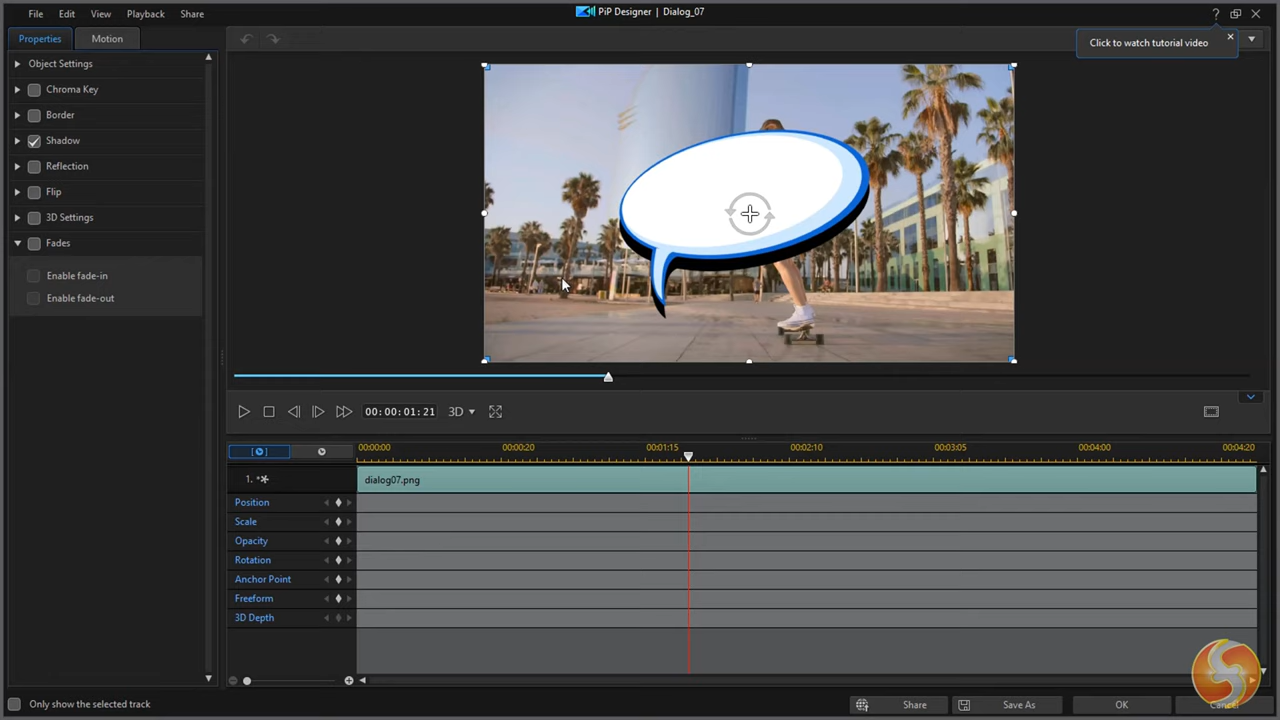 PiP Designer | Dialog_07
File Edit View Playback Share
?
Properties Motion
Click to watch tutorial video
Object Settings
Chroma Key
Border
Shadow
Reflection
Flip
3D Settings
Fades
Enable fade-in
Enable fade-out
00:00:01:21 3D
00:00:00 00:00:20 00:01:15 00:02:10 00:03:05 00:04:00 00:04:20
1. dialog07.png
Position
Scale
Opacity
Rotation
Anchor Point
Freeform
3D Depth
Only show the selected track
Share Save As OK Cancel